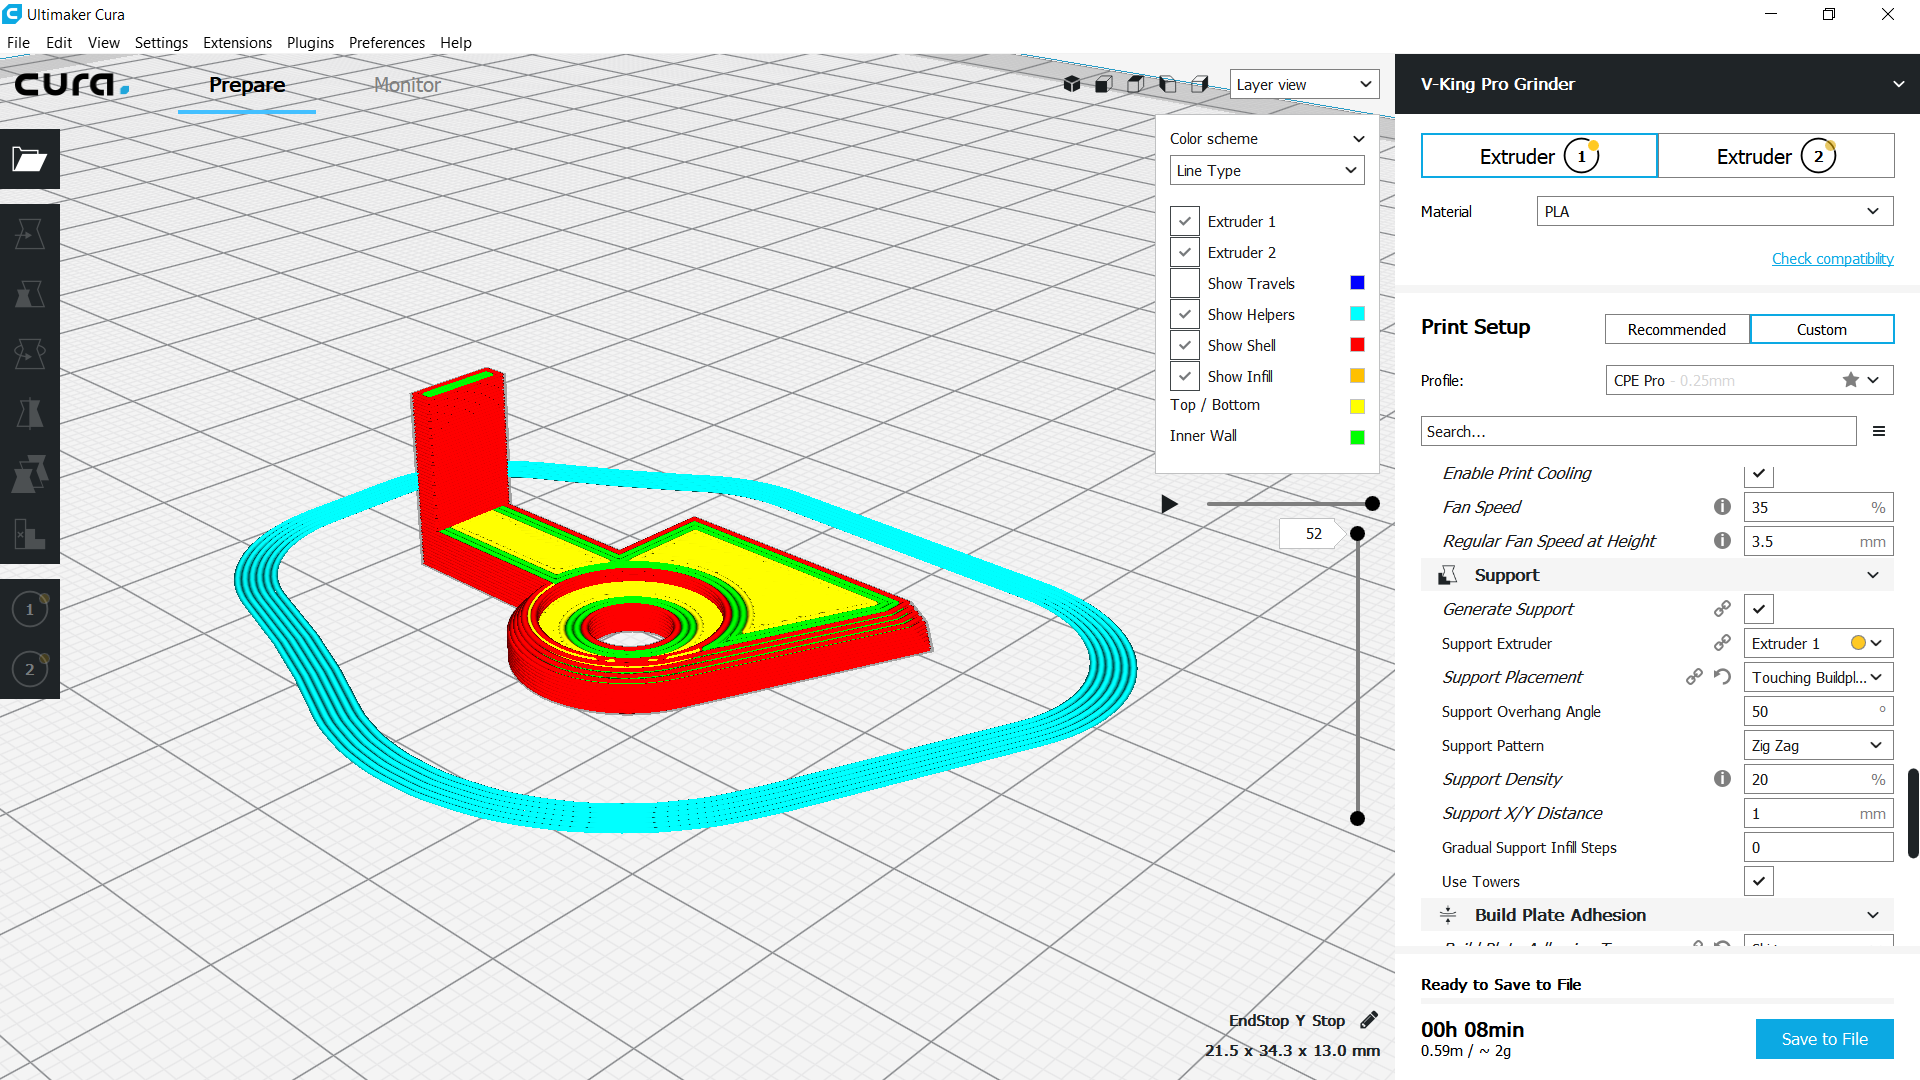 Ultimaker Cura
File Edit View Settings Extensions Plugins Preferences Help
cura.
Prepare
Monitor
Layer view
Color scheme
Line Type
Extruder 1
Extruder 2
Show Travels
Show Helpers
Show Shell
Show Infill
Top / Bottom
Inner Wall
52
1
2
EndStop Y Stop
21.5 x 34.3 x 13.0 mm
V-King Pro Grinder
Extruder 1
Extruder 2
Material PLA
Check compatibility
Print Setup Recommended Custom
Profile: CPE Pro - 0.25mm
Search...
Enable Print Cooling
Fan Speed 35 %
Regular Fan Speed at Height 3.5 mm
Support
Generate Support
Support Extruder Extruder 1
Support Placement Touching Buildpl...
Support Overhang Angle 50 °
Support Pattern Zig Zag
Support Density 20 %
Support X/Y Distance 1 mm
Gradual Support Infill Steps 0
Use Towers
Build Plate Adhesion
Ready to Save to File
00h 08min
0.59m / ~ 2g
Save to File